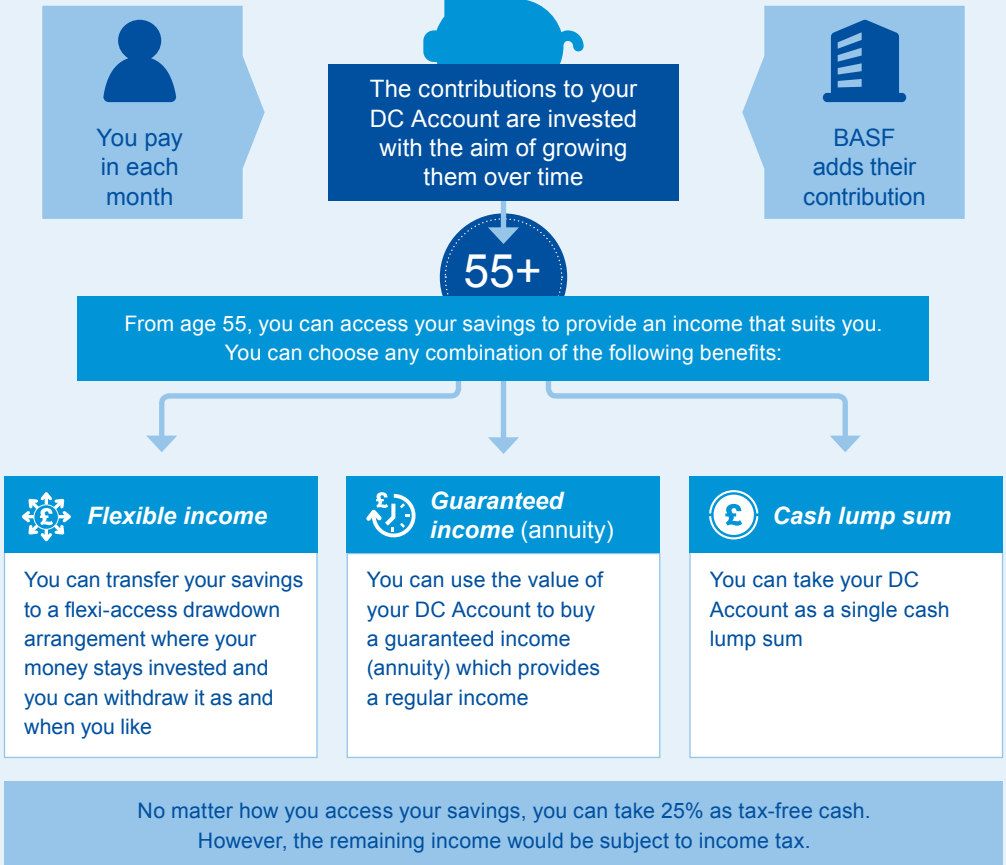 You pay
in each
month
The contributions to your
DC Account are invested
with the aim of growing
them over time
BASF
adds their
contribution
55+
From age 55, you can access your savings to provide an income that suits you.
You can choose any combination of the following benefits:
£
Flexible income
You can transfer your savings
to a flexi-access drawdown
arrangement where your
money stays invested and
you can withdraw it as and
when you like
£
Guaranteed
income (annuity)
You can use the value of
your DC Account to buy
a guaranteed income
(annuity) which provides
a regular income
£
Cash lump sum
You can take your DC
Account as a single cash
lump sum
No matter how you access your savings, you can take 25% as tax-free cash.
However, the remaining income would be subject to income tax.